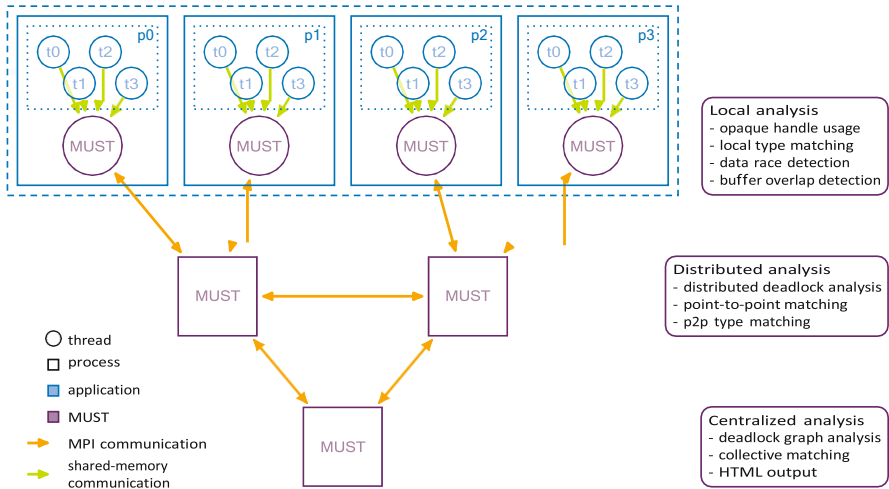 p0
t0
t2
t1
t3
MUST
p1
t0
t2
t1
t3
MUST
p2
t0
t2
t1
t3
MUST
p3
t0
t2
t1
t3
MUST
Local analysis
- opaque handle usage
- local type matching
- data race detection
- buffer overlap detection
MUST
MUST
Distributed analysis
- distributed deadlock analysis
- point-to-point matching
- p2p type matching
MUST
Centralized analysis
- deadlock graph analysis
- collective matching
- HTML output
thread
process
application
MUST
MPI communication
shared-memory
communication